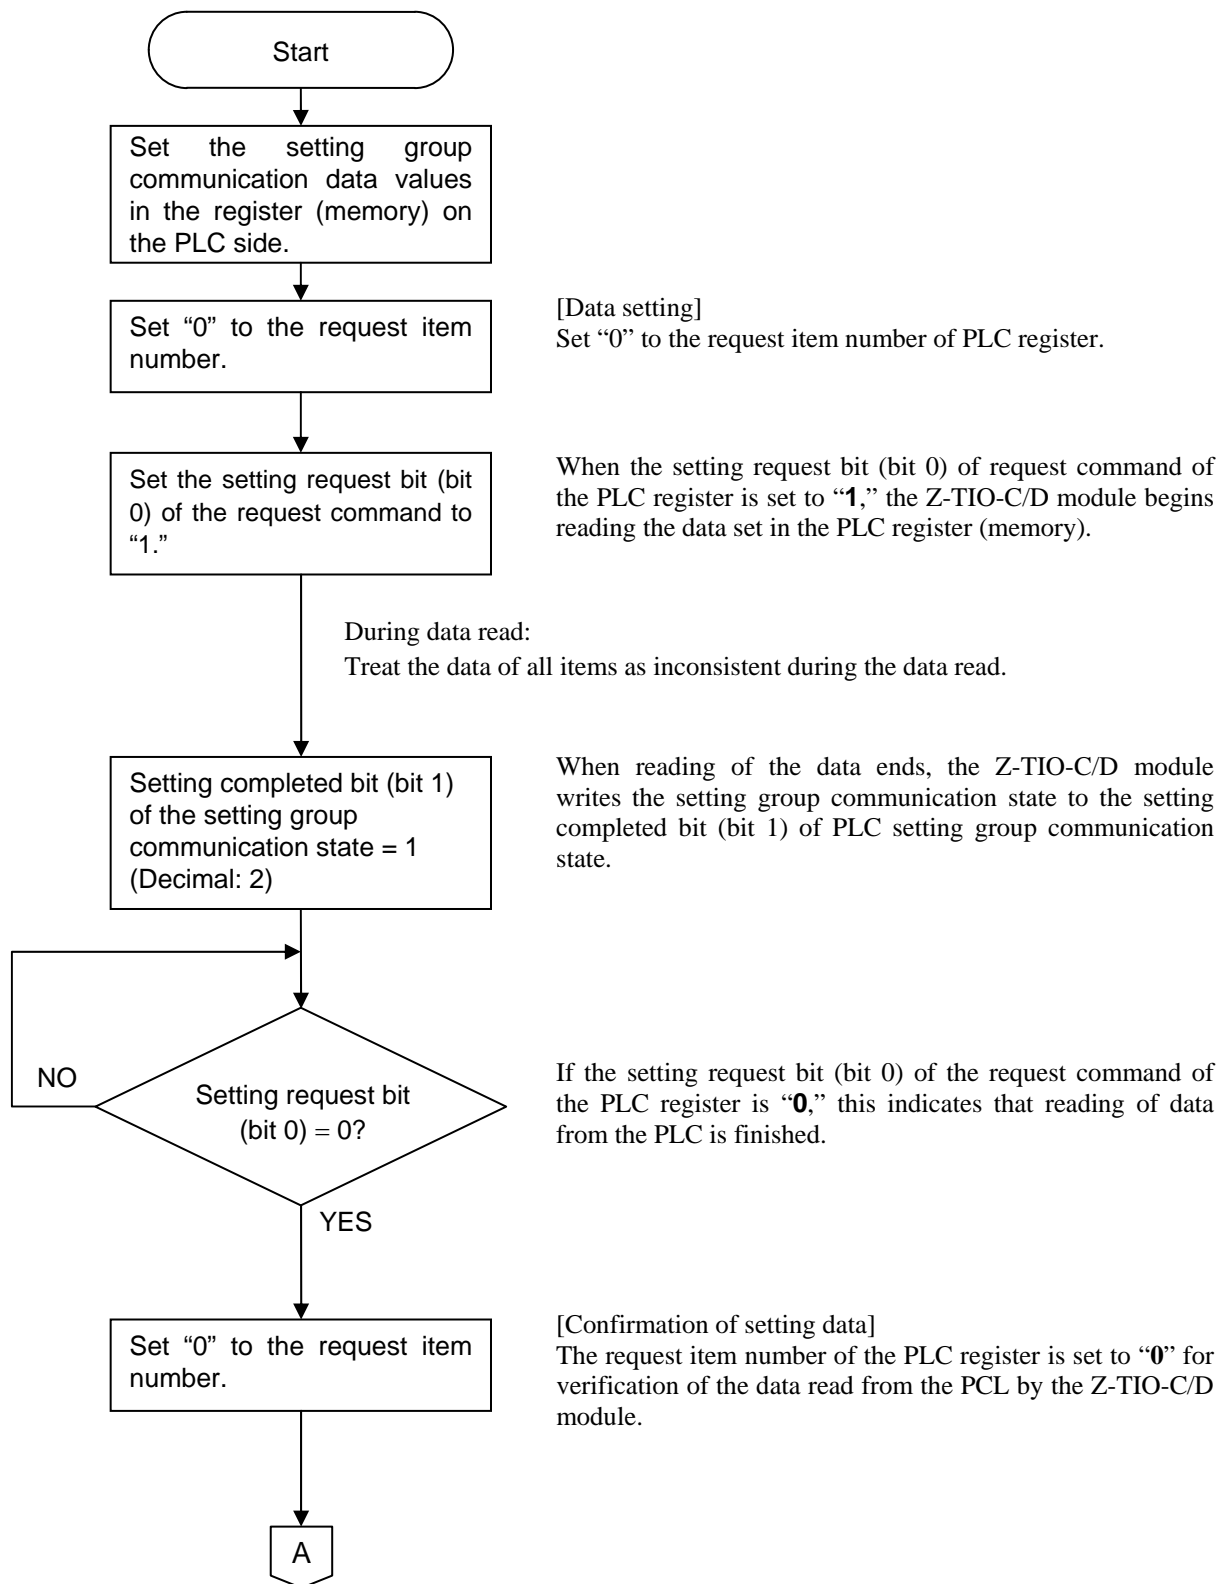 Start
Set the setting group
communication data values
in the register (memory) on
the PLC side.
Set “0” to the request item
number.
[Data setting]
Set “0” to the request item number of PLC register.
Set the setting request bit (bit
0) of the request command to
“1.”
When the setting request bit (bit 0) of request command of
the PLC register is set to “1,” the Z-TIO-C/D module begins
reading the data set in the PLC register (memory).
During data read:
Treat the data of all items as inconsistent during the data read.
Setting completed bit (bit 1)
of the setting group
communication state = 1
(Decimal: 2)
When reading of the data ends, the Z-TIO-C/D module
writes the setting group communication state to the setting
completed bit (bit 1) of PLC setting group communication
state.
NO
Setting request bit
(bit 0) = 0?
If the setting request bit (bit 0) of the request command of
the PLC register is “0,” this indicates that reading of data
from the PLC is finished.
YES
Set “0” to the request item
number.
[Confirmation of setting data]
The request item number of the PLC register is set to “0” for
verification of the data read from the PCL by the Z-TIO-C/D
module.
A